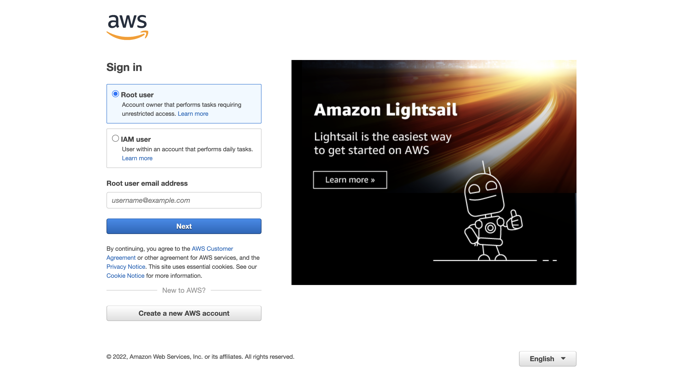 aws
Sign in
Root user
Account owner that performs tasks requiring
unrestricted access. Learn more
IAM user
User within an account that performs daily tasks.
Learn more
Root user email address
username@example.com
Next
By continuing, you agree to the AWS Customer
Agreement or other agreement for AWS services, and the
Privacy Notice. This site uses essential cookies. See our
Cookie Notice for more information.
New to AWS?
Create a new AWS account
Amazon Lightsail
Lightsail is the easiest way
to get started on AWS
Learn more »
© 2022, Amazon Web Services, Inc. or its affiliates. All rights reserved.
English